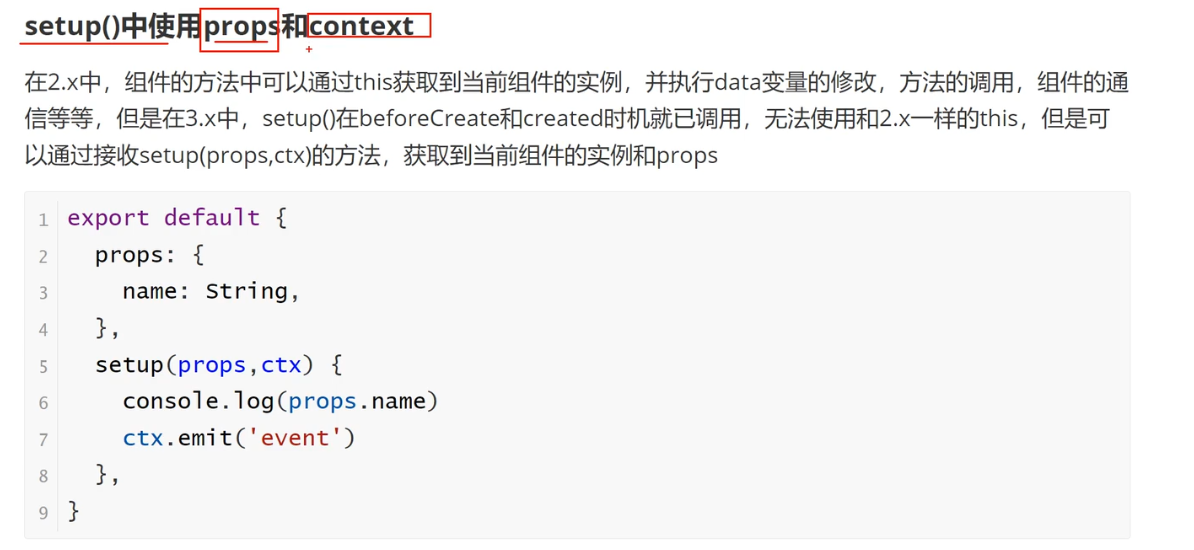 setup()中使用props和context
在2.x中，组件的方法中可以通过this获取到当前组件的实例，并执行data变量的修改，方法的调用，组件的通
信等等，但是在3.x中，setup()在beforeCreate和created时机就已调用，无法使用和2.x一样的this，但是可
以通过接收setup(props,ctx)的方法，获取到当前组件的实例和props
1 export default {
2   props: {
3     name: String,
4   },
5   setup(props,ctx) {
6     console.log(props.name)
7     ctx.emit('event')
8   },
9 }